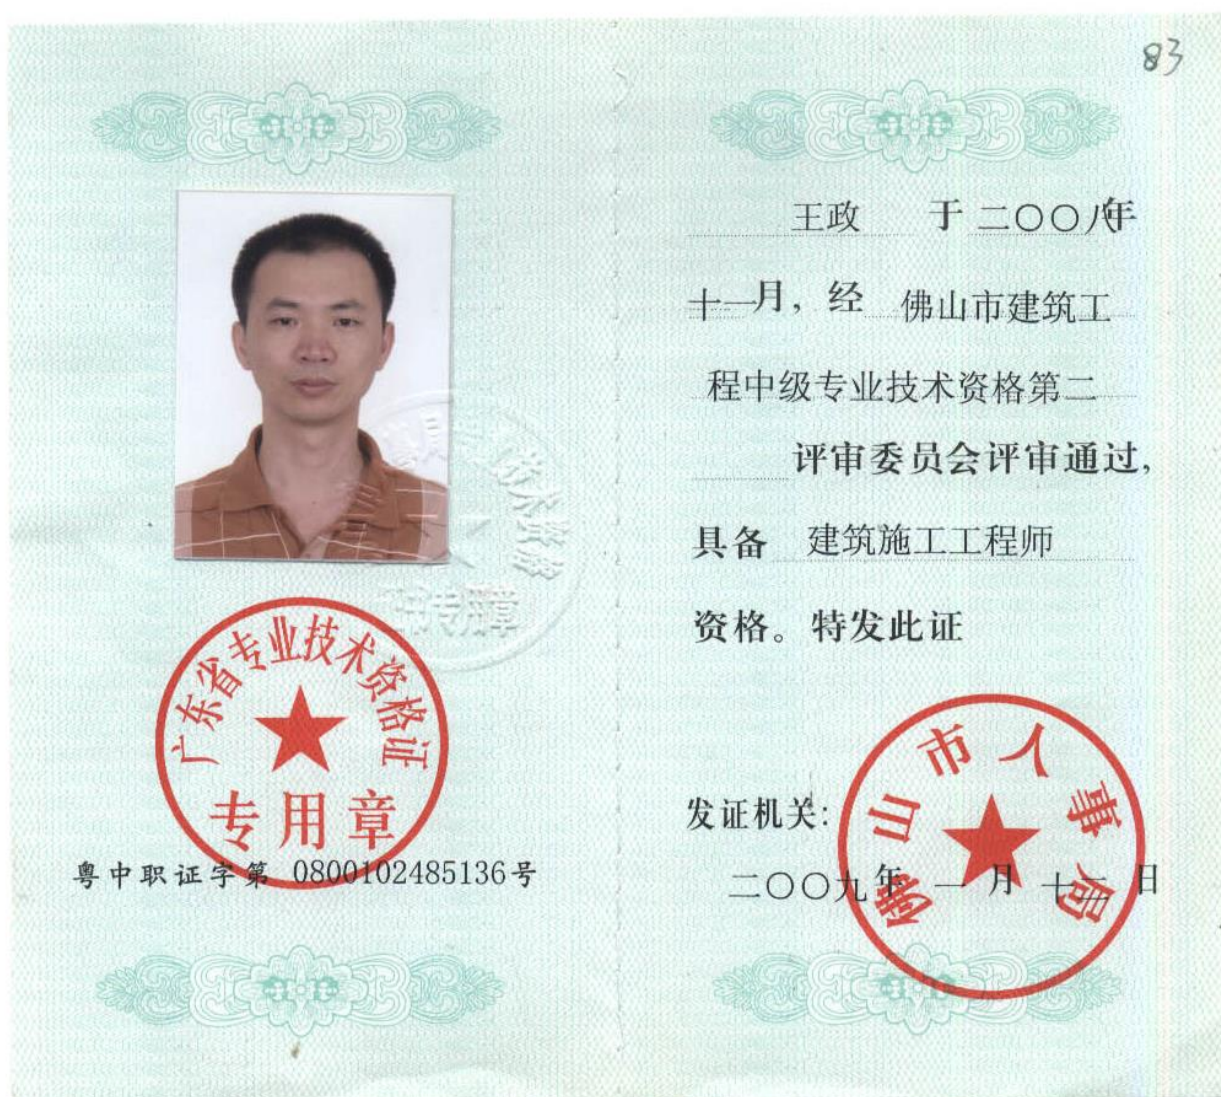 83
王政 于 二〇〇八年
十一月，经 佛山市建筑工
程中级专业技术资格第二
评审委员会评审通过，
具备 建筑施工工程师
资格。特发此证
广东省专业技术资格证
专用章
粤中职证字第 0800102485136号
发证机关：
佛山市人事局
二〇〇九年 一 月 十二 日